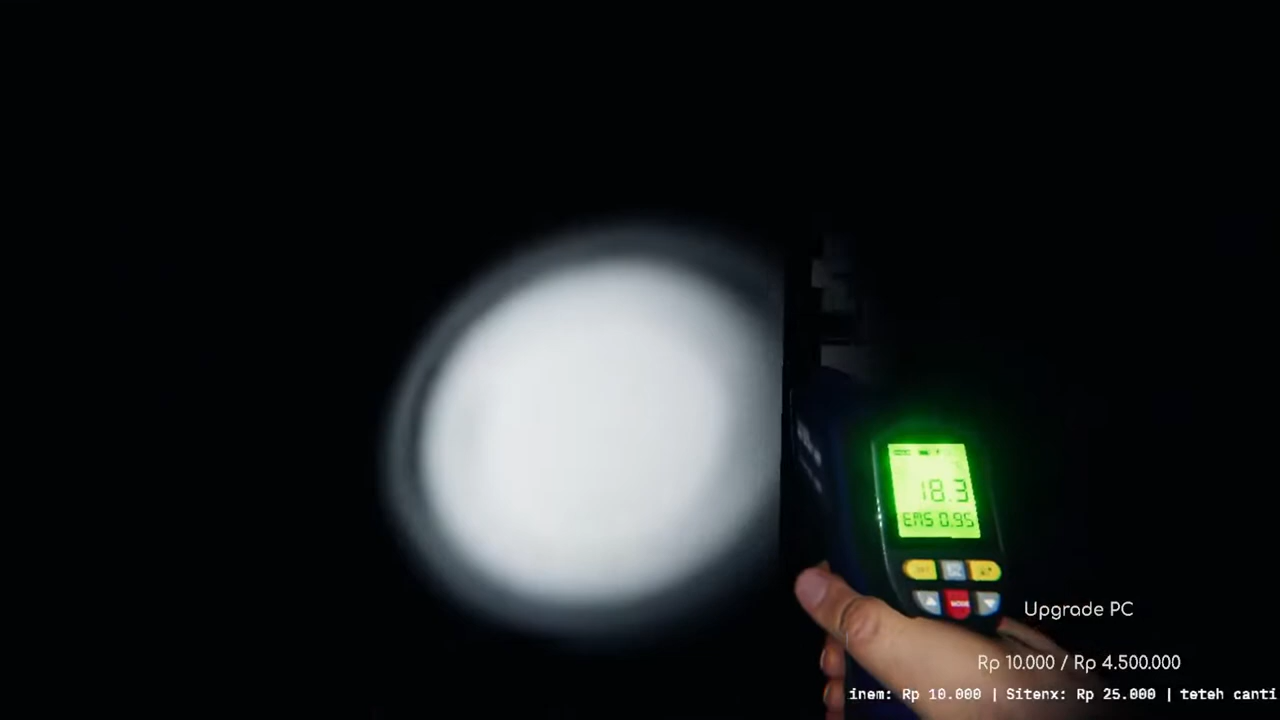 18.3
EMS 0.95
MODE
Upgrade PC
Rp 10.000 / Rp 4.500.000
inem: Rp 10.000 | Sitenx: Rp 25.000 | teteh canti